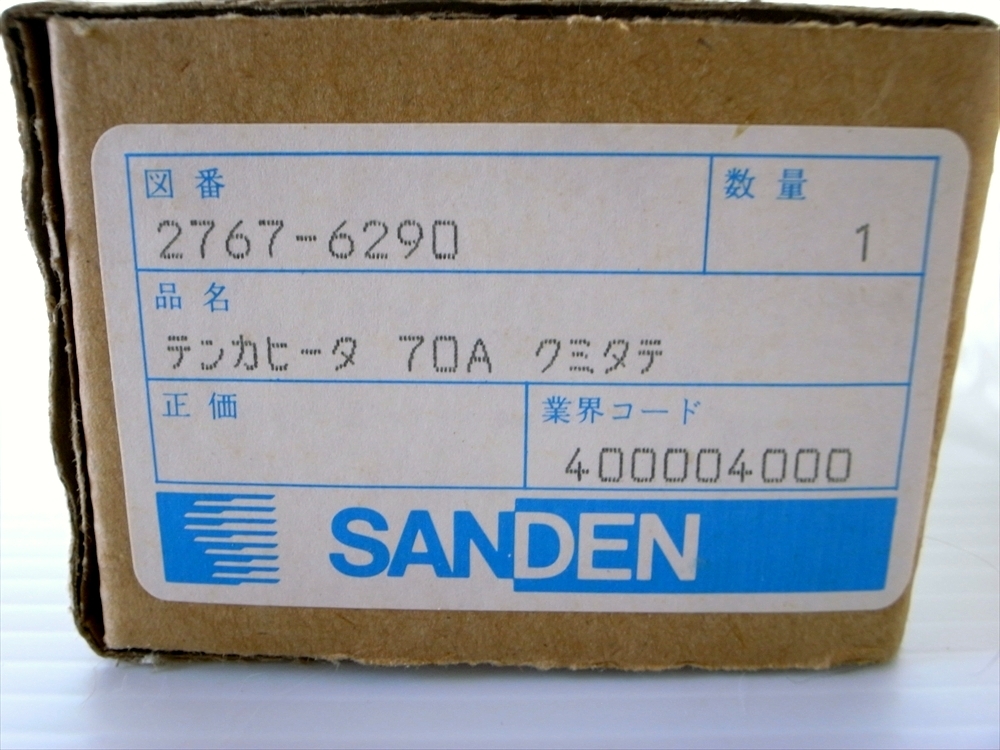 図番 数量
2767-6290 1
品名
テンカヒータ 70A クミタテ
正価 業界コード
400004000
SANDEN